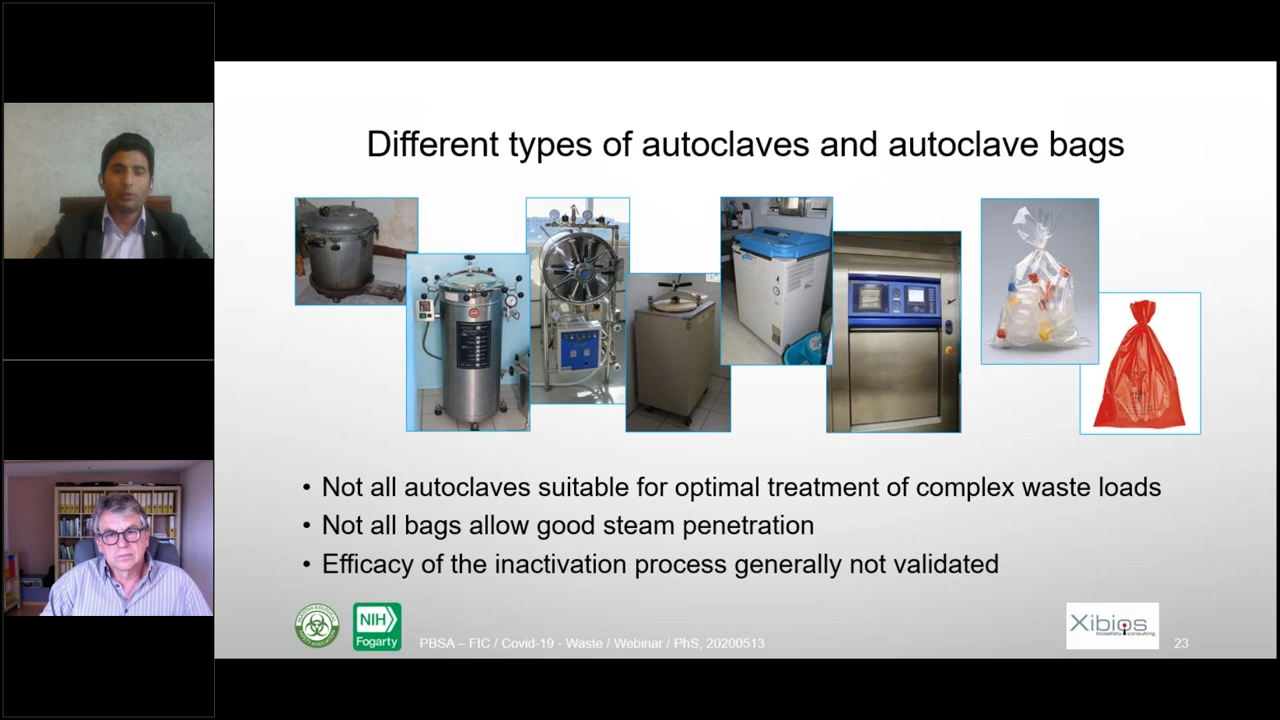 Different types of autoclaves and autoclave bags
• Not all autoclaves suitable for optimal treatment of complex waste loads
• Not all bags allow good steam penetration
• Efficacy of the inactivation process generally not validated
NIH
Fogarty
PBSA – FIC / Covid-19 - Waste / Webinar / PhS, 20200513
Xibios
biosafety consulting
23